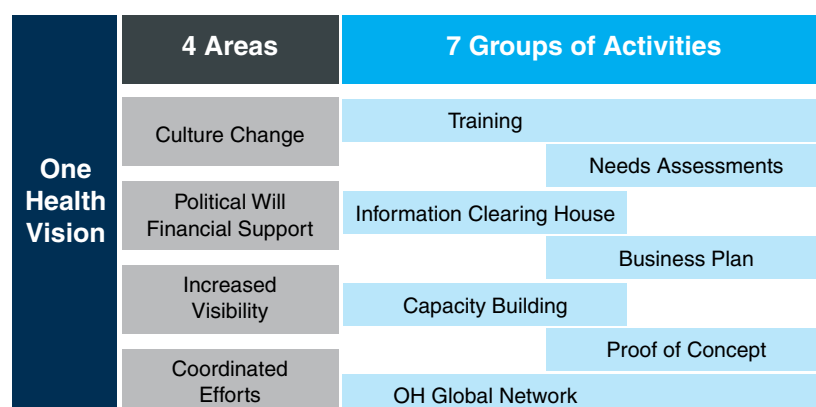 4 Areas
7 Groups of Activities
One
Health
Vision
Culture Change
Political Will
Financial Support
Increased
Visibility
Coordinated
Efforts
Training
Needs Assessments
Information Clearing House
Business Plan
Capacity Building
Proof of Concept
OH Global Network